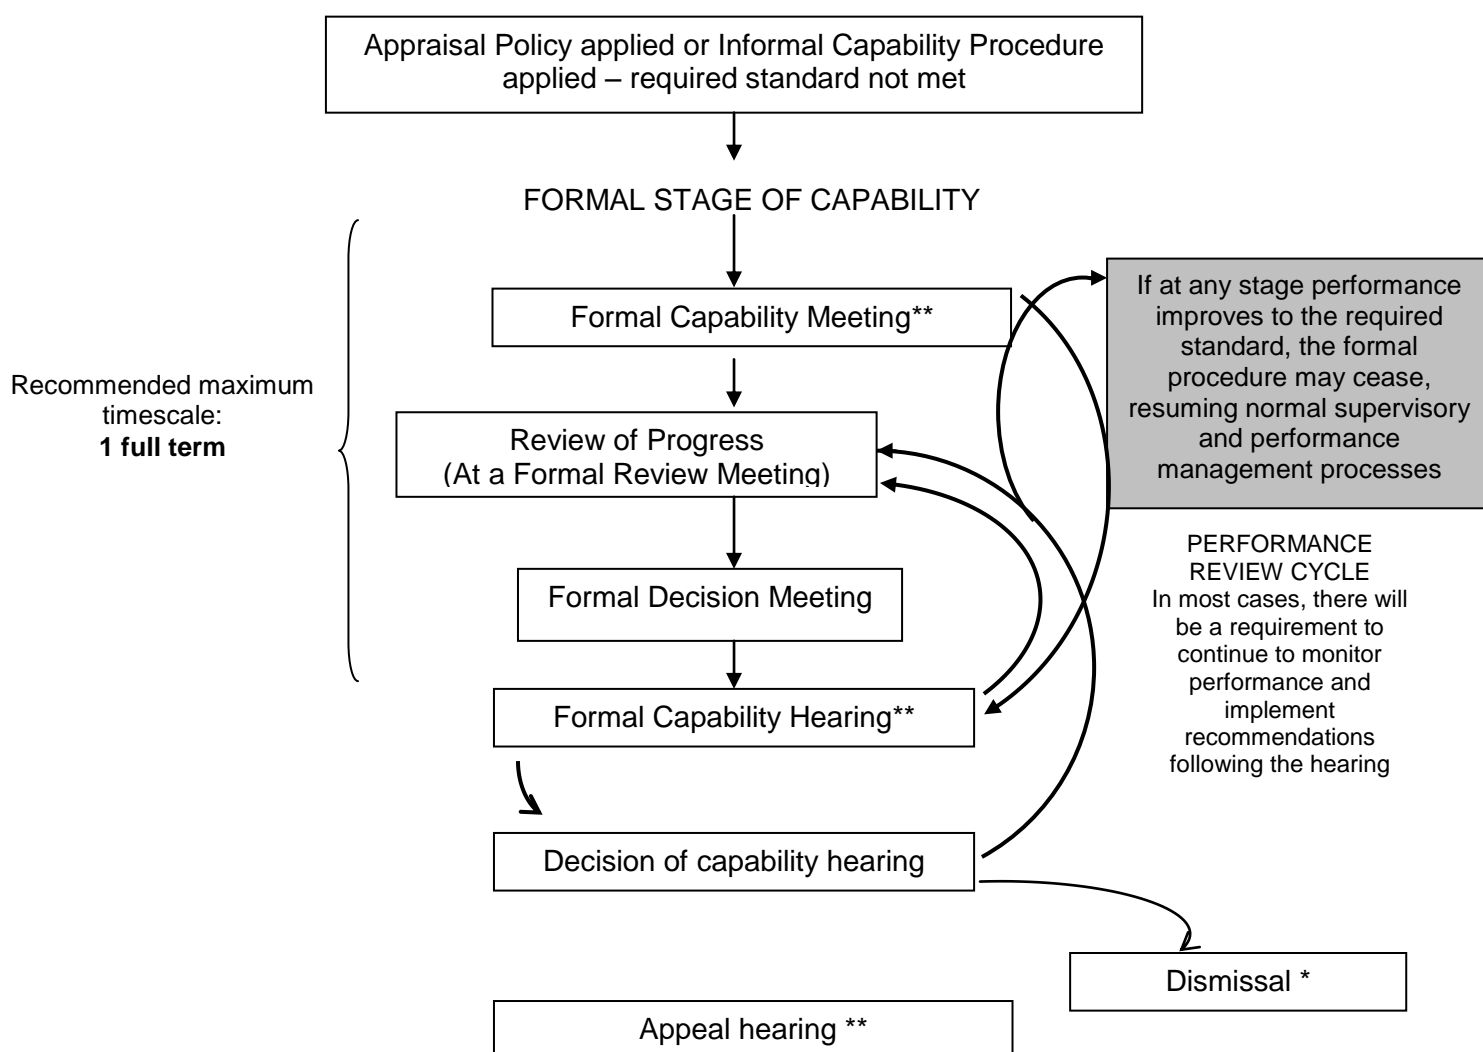 Appraisal Policy applied or Informal Capability Procedure
applied – required standard not met
FORMAL STAGE OF CAPABILITY
Formal Capability Meeting**
If at any stage performance
improves to the required
standard, the formal
procedure may cease,
resuming normal supervisory
and performance
management processes
Recommended maximum
timescale:
1 full term
Review of Progress
(At a Formal Review Meeting)
PERFORMANCE
REVIEW CYCLE
In most cases, there will
be a requirement to
continue to monitor
performance and
implement
recommendations
following the hearing
Formal Decision Meeting
Formal Capability Hearing**
Decision of capability hearing
Dismissal *
Appeal hearing **